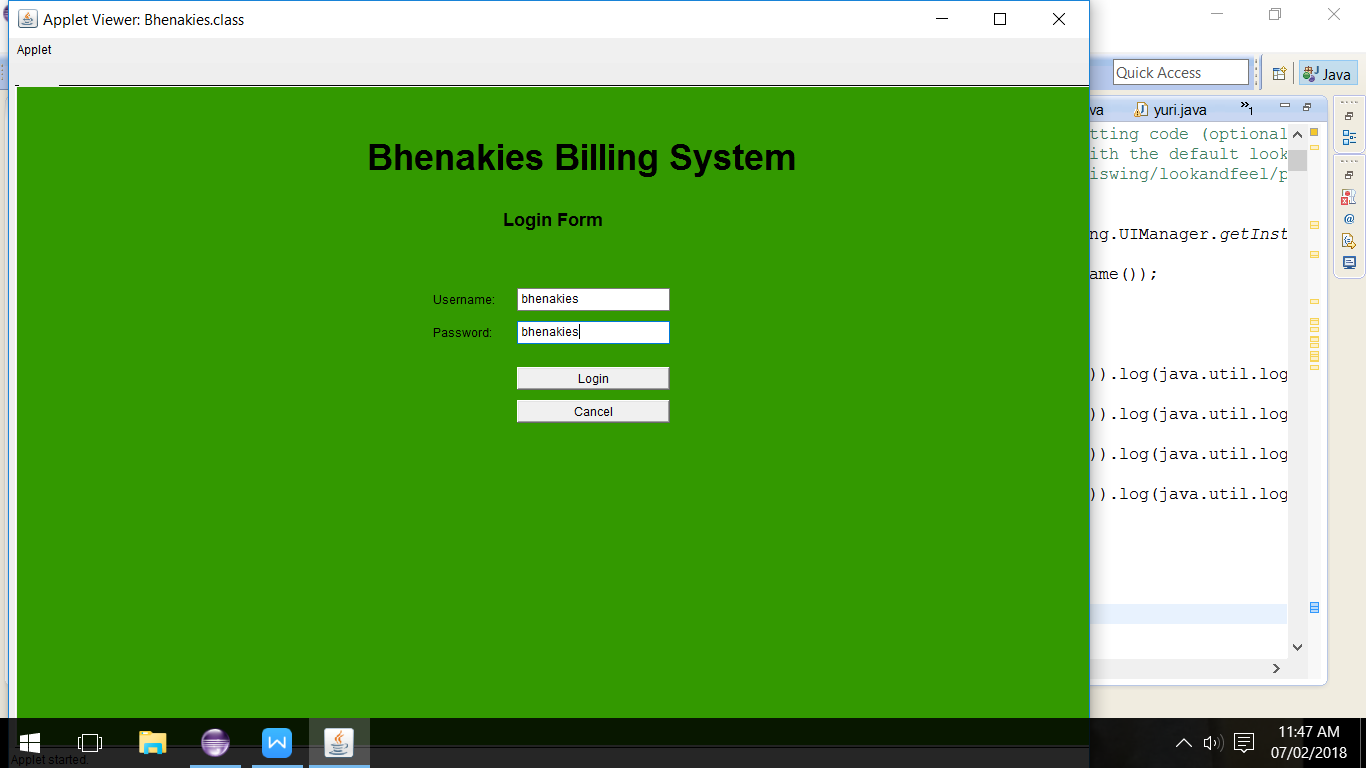 Applet Viewer: Bhenakies.class
Applet
Quick Access
Java
va
yuri.java
»1
Bhenakies Billing System
Login Form
Username:
bhenakies
Password:
bhenakies
Login
Cancel
tting code (optional
ith the default look
iswing/lookandfeel/p
ng.UIManager.getInst
ame());
)).log(java.util.log
)).log(java.util.log
)).log(java.util.log
)).log(java.util.log
Applet started.
11:47 AM
07/02/2018